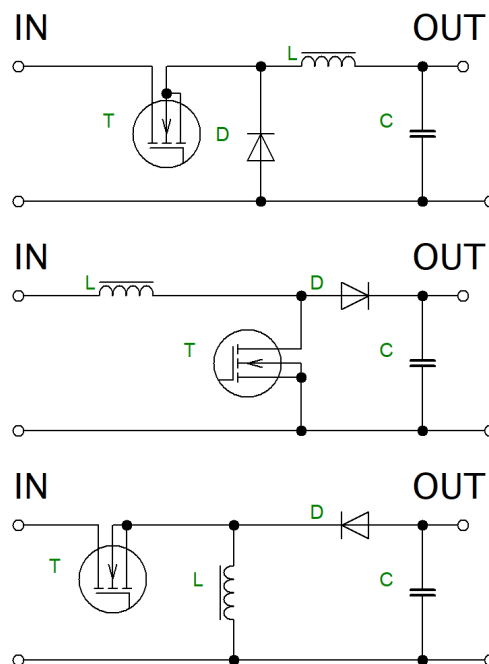 IN OUT
L
T D C
IN OUT
L D
T C
IN OUT
D
T L C